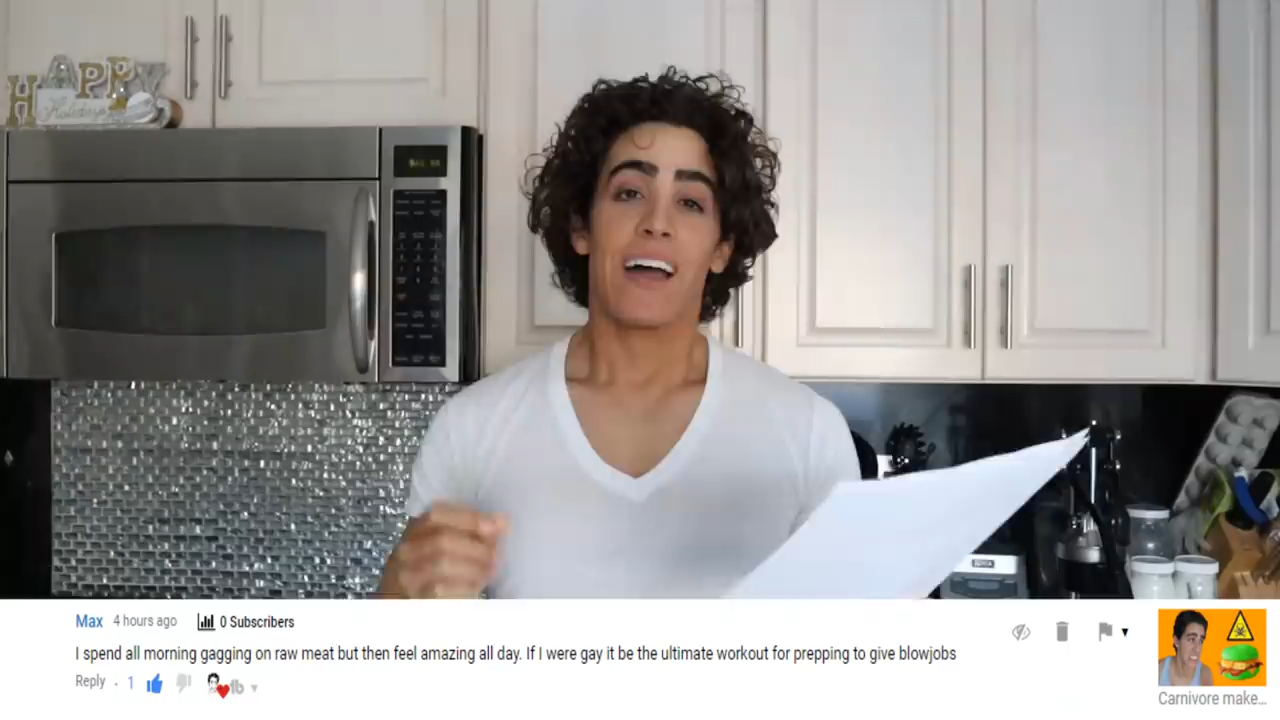 HAPPY
Holidays
Max 4 hours ago 0 Subscribers
I spend all morning gagging on raw meat but then feel amazing all day. If I were gay it be the ultimate workout for prepping to give blowjobs
Reply · 1
Carnivore make...